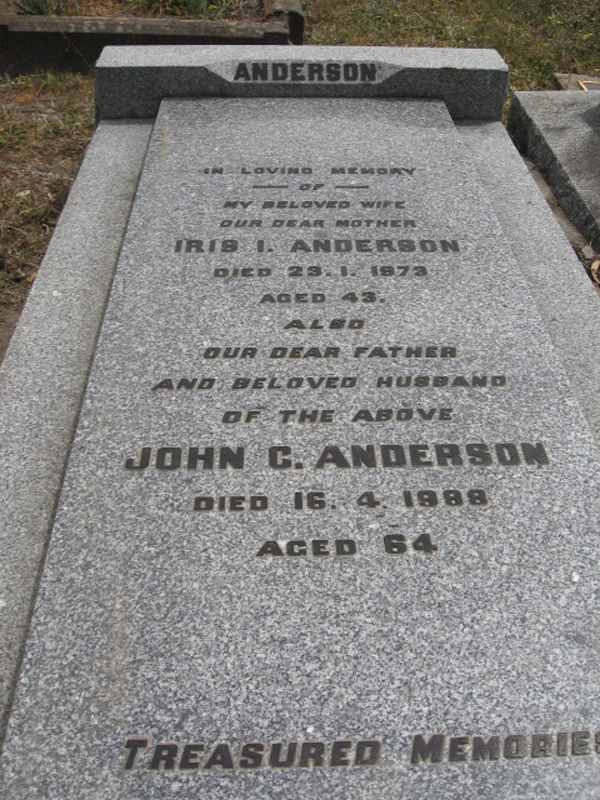 ANDERSON
IN LOVING MEMORY
— OF —
MY BELOVED WIFE
OUR DEAR MOTHER
IRIS I. ANDERSON
DIED 23.1.1973
AGED 43.
ALSO
OUR DEAR FATHER
AND BELOVED HUSBAND
OF THE ABOVE
JOHN C. ANDERSON
DIED 16.4.1988
AGED 64
TREASURED MEMORIES